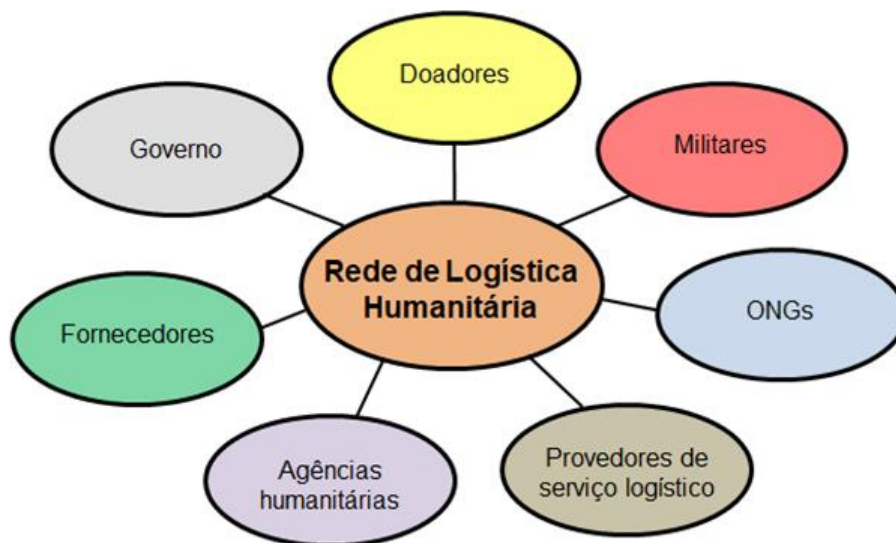 Doadores
Governo
Militares
Rede de Logística
Humanitária
ONGs
Fornecedores
Agências
humanitárias
Provedores de
serviço logístico